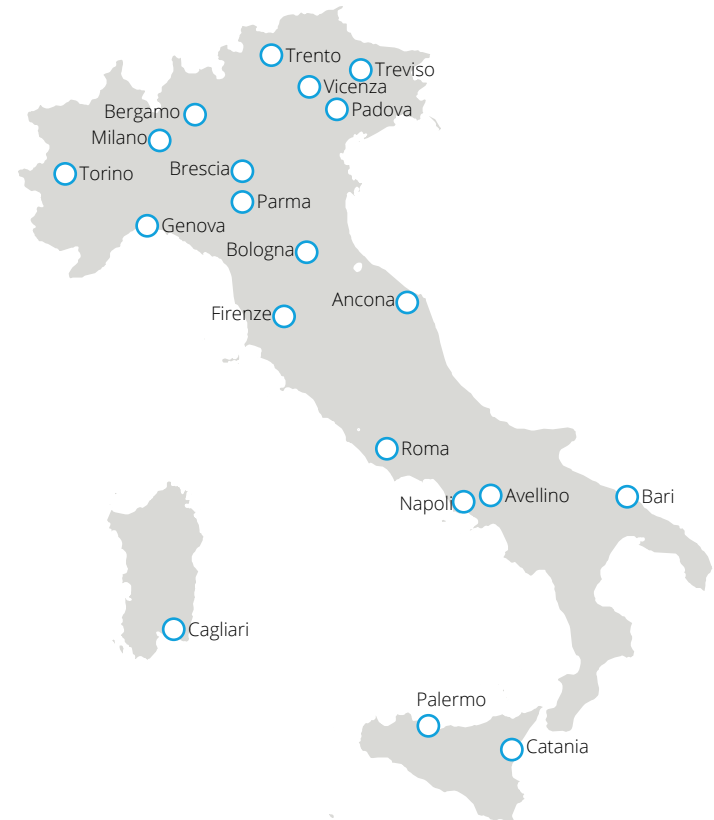 Trento
Treviso
Vicenza
Padova
Bergamo
Milano
Brescia
Torino
Parma
Genova
Bologna
Ancona
Firenze
Roma
Napoli
Avellino
Bari
Cagliari
Palermo
Catania